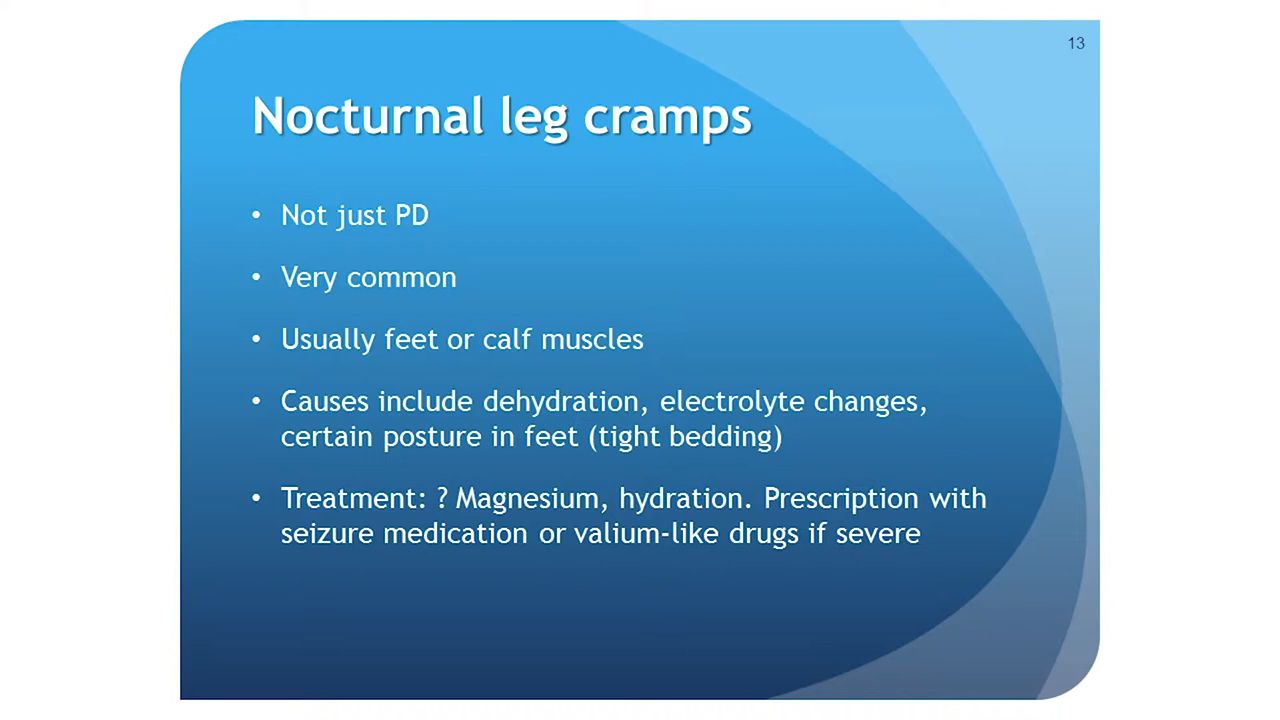 13
Nocturnal leg cramps
• Not just PD
• Very common
• Usually feet or calf muscles
• Causes include dehydration, electrolyte changes,
certain posture in feet (tight bedding)
• Treatment: ? Magnesium, hydration. Prescription with
seizure medication or valium-like drugs if severe